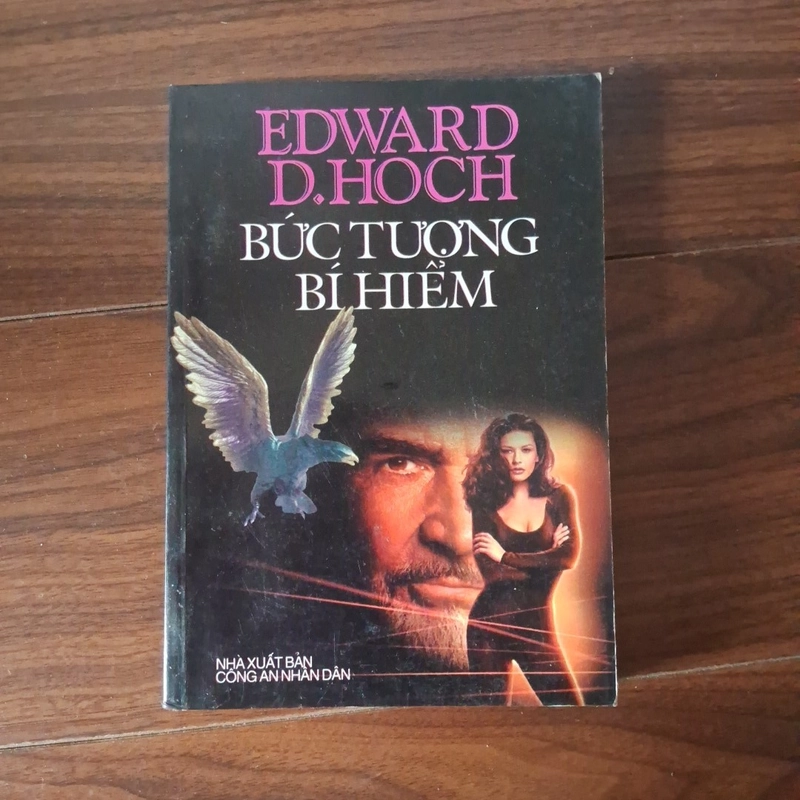 EDWARD
D.HOCH
BỨC TƯỢNG
BÍ HIỂM
NHÀ XUẤT BẢN
CÔNG AN NHÂN DÂN